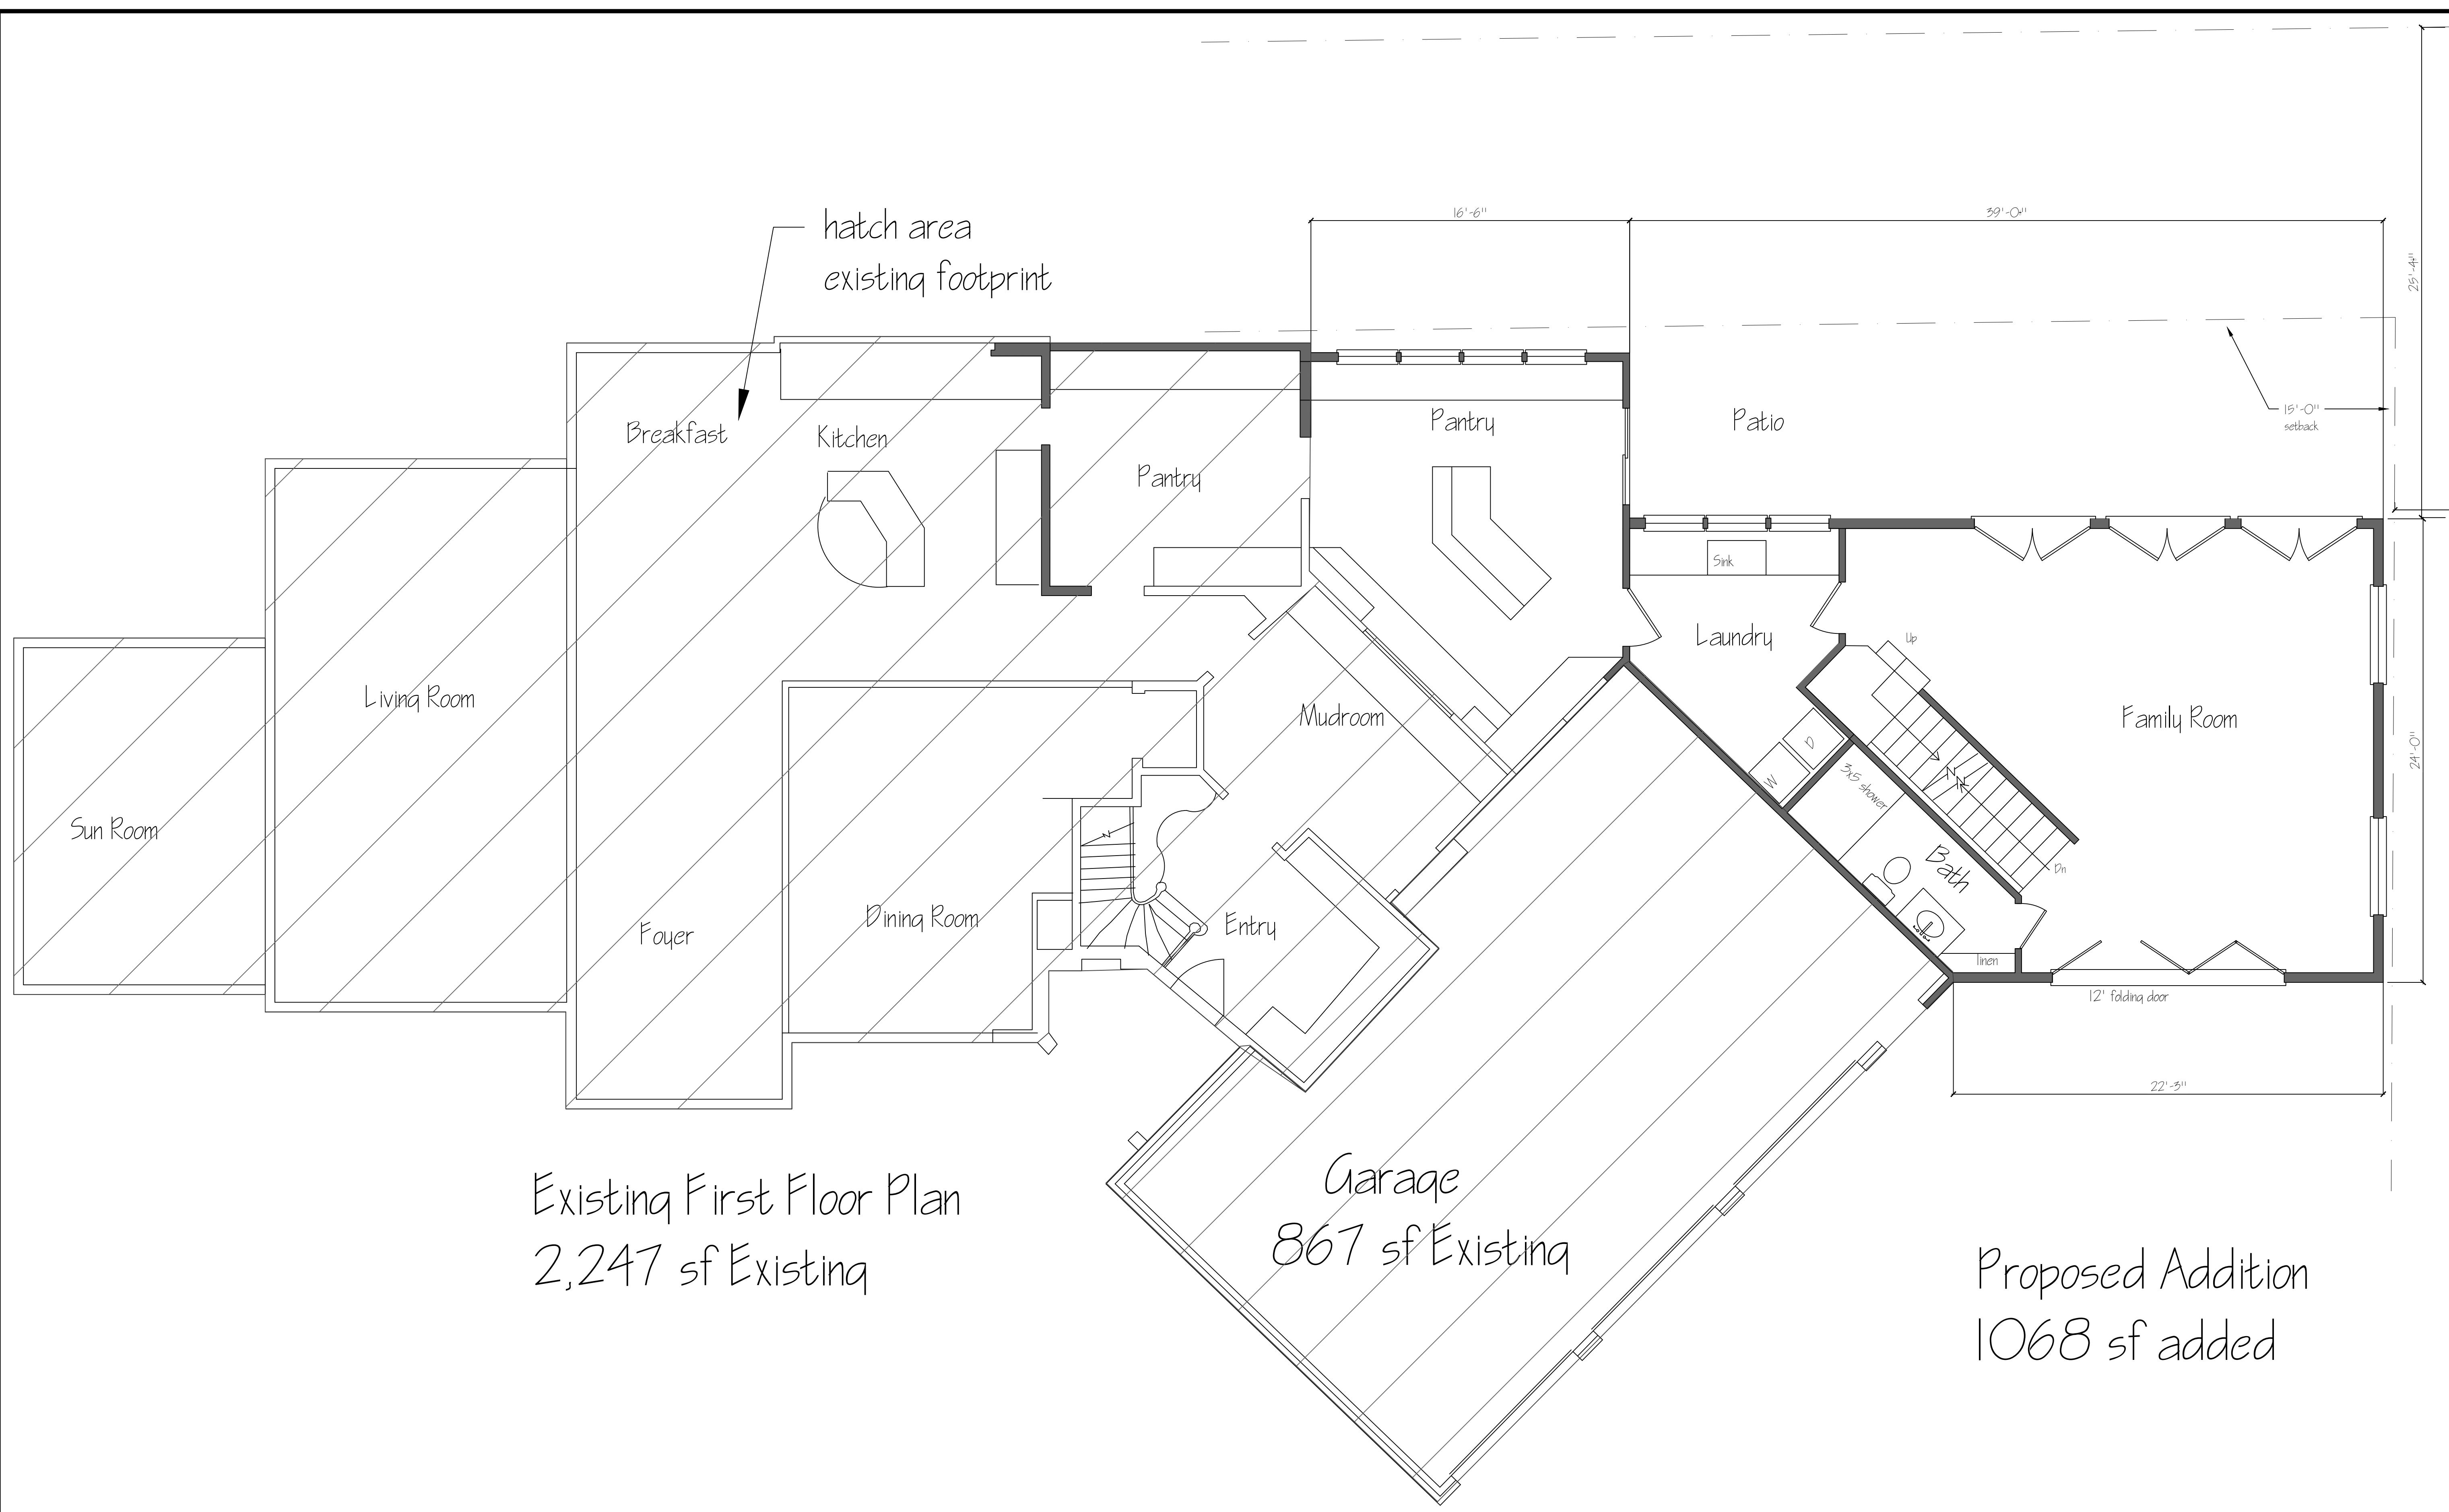 hatch area
existing footprint
16'-6"
39'-0"
25'-4"
15'-0"
setback
Breakfast
Kitchen
Pantry
Pantry
Patio
Sink
Laundry
Up
Living Room
Mudroom
Family Room
24'-0"
D
W
3x5 shower
Sun Room
Bath
Dn
Foyer
Dining Room
Entry
linen
12' folding door
22'-3"
Existing First Floor Plan
2,247 sf Existing
Garage
867 sf Existing
Proposed Addition
1068 sf added